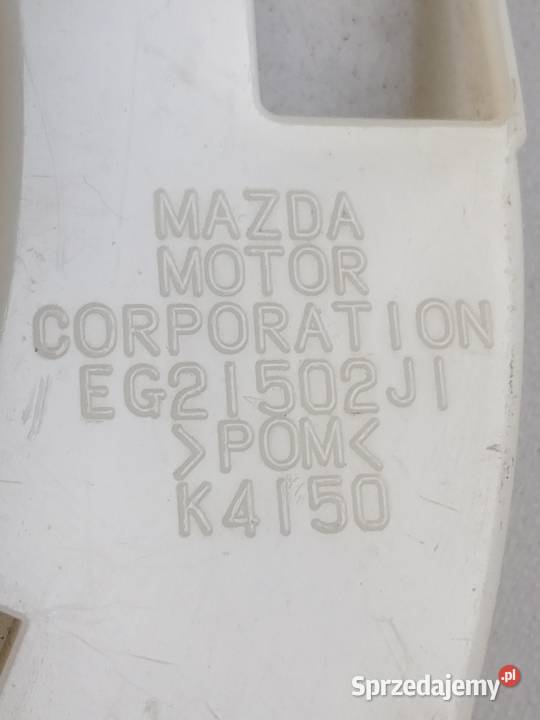 MAZDA
MOTOR
CORPORATION
EG21502J1
>POM<
K4150
Sprzedajemy.pl